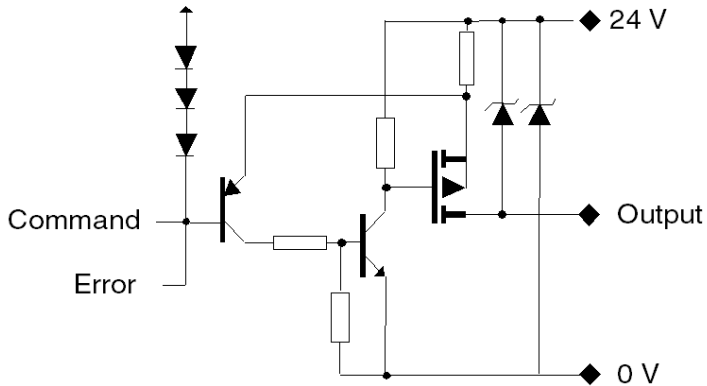 24 V
Command
Output
Error
0 V